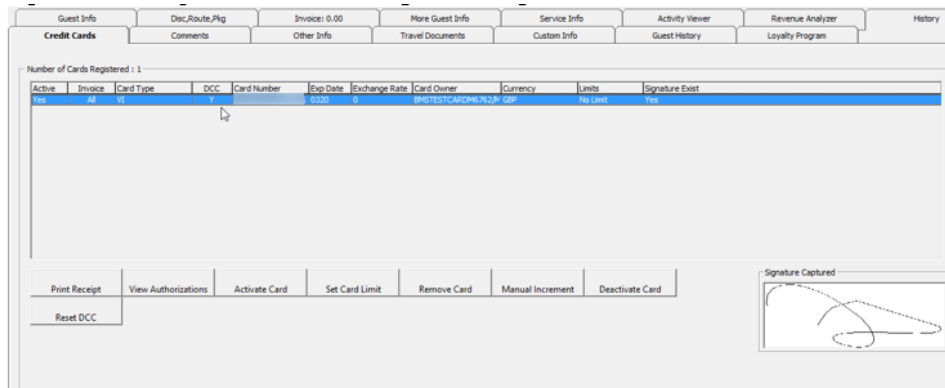 Guest Info Disc,Route,Pkg Invoice: 0.00 More Guest Info Service Info Activity Viewer Revenue Analyzer History
Credit Cards Comments Other Info Travel Documents Custom Info Guest History Loyalty Program
Number of Cards Registered : 1
Active Invoice Card Type DCC Card Number Exp Date Exchange Rate Card Owner Currency Limits Signature Exist
Yes All VI Y 0320 0 BMSTESTCARDM6762,/M GBP No Limit Yes
Print Receipt View Authorizations Activate Card Set Card Limit Remove Card Manual Increment Deactivate Card
Reset DCC
Signature Captured